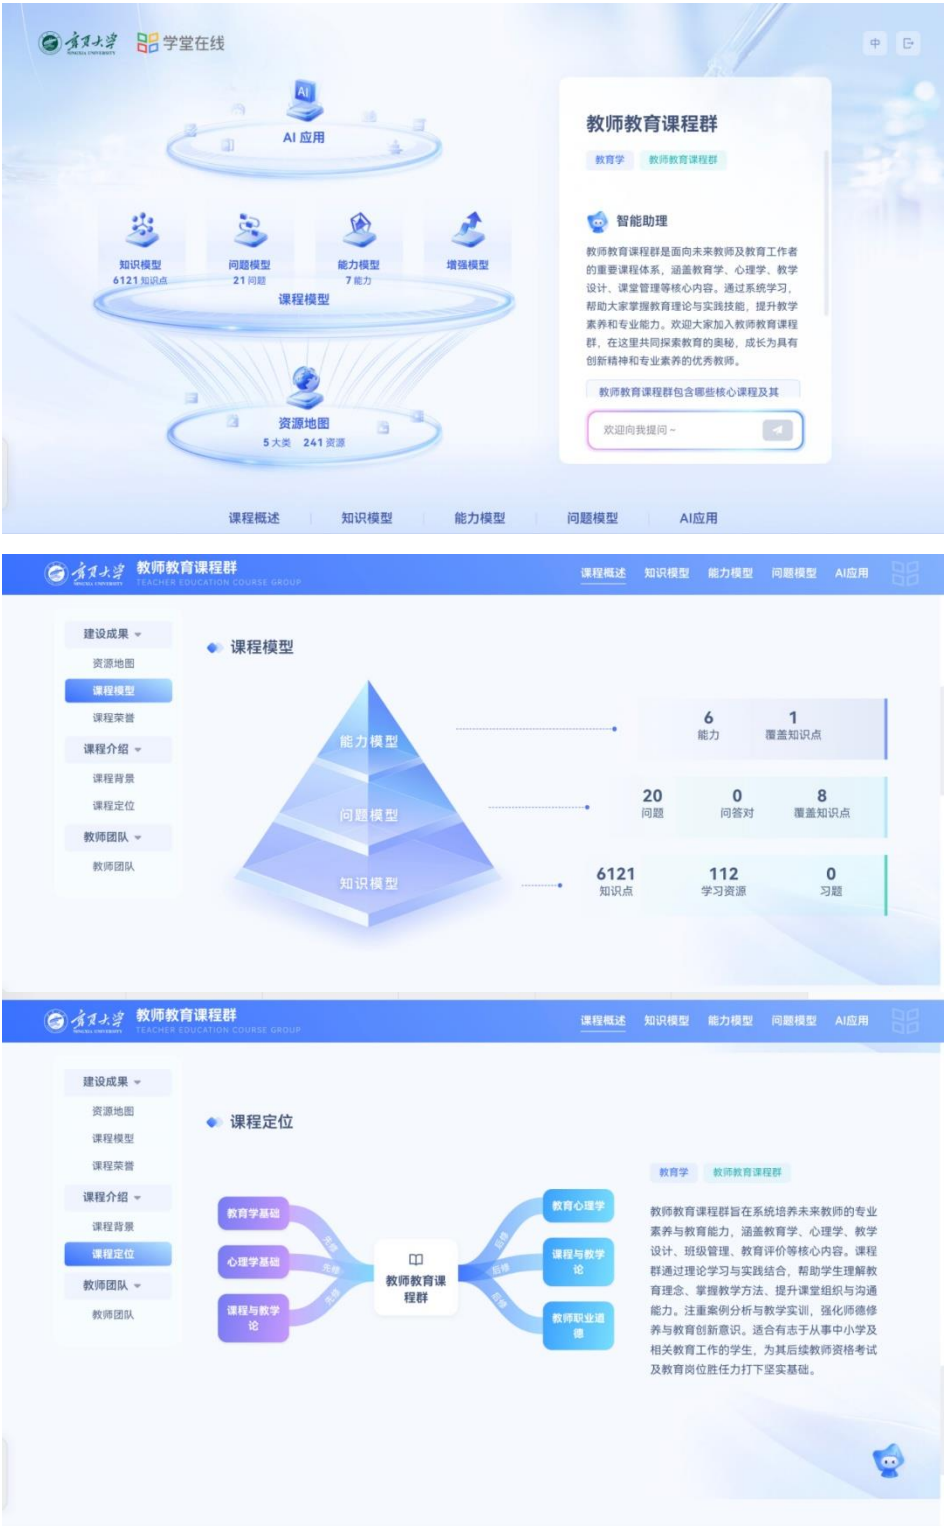 宁夏大学
NINGXIA UNIVERSITY
学堂在线
中
AI
AI 应用
知识模型
6121 知识点
问题模型
21 问题
能力模型
7 能力
增强模型
课程模型
资源地图
5 大类 241 资源
教师教育课程群
教育学 教师教育课程群
智能助理
教师教育课程群是面向未来教师及教育工作者
的重要课程体系，涵盖教育学、心理学、教学
设计、课堂管理等核心内容。通过系统学习，
帮助大家掌握教育理论与实践技能，提升教学
素养和专业能力。欢迎大家加入教师教育课程
群，在这里共同探索教育的奥秘，成长为具有
创新精神和专业素养的优秀教师。
教师教育课程群包含哪些核心课程及其
欢迎向我提问 ~
课程概述 知识模型 能力模型 问题模型 AI应用
宁夏大学
NINGXIA UNIVERSITY
教师教育课程群
TEACHER EDUCATION COURSE GROUP
课程概述 知识模型 能力模型 问题模型 AI应用
建设成果
资源地图
课程模型
课程荣誉
课程介绍
课程背景
课程定位
教师团队
教师团队
课程模型
能力模型
问题模型
知识模型
6 1
能力 覆盖知识点
20 0 8
问题 问答对 覆盖知识点
6121 112 0
知识点 学习资源 习题
宁夏大学
NINGXIA UNIVERSITY
教师教育课程群
TEACHER EDUCATION COURSE GROUP
课程概述 知识模型 能力模型 问题模型 AI应用
建设成果
资源地图
课程模型
课程荣誉
课程介绍
课程背景
课程定位
教师团队
教师团队
课程定位
教育学基础
心理学基础
课程与教学
论
先修
先修
先修
教师教育课
程群
后修
后修
后修
教育心理学
课程与教学
论
教师职业道
德
教育学 教师教育课程群
教师教育课程群旨在系统培养未来教师的专业
素养与教育能力，涵盖教育学、心理学、教学
设计、班级管理、教育评价等核心内容。课程
群通过理论学习与实践结合，帮助学生理解教
育理念、掌握教学方法、提升课堂组织与沟通
能力。注重案例分析与教学实训，强化师德修
养与教育创新意识。适合有志于从事中小学及
相关教育工作的学生，为其后续教师资格考试
及教育岗位胜任力打下坚实基础。